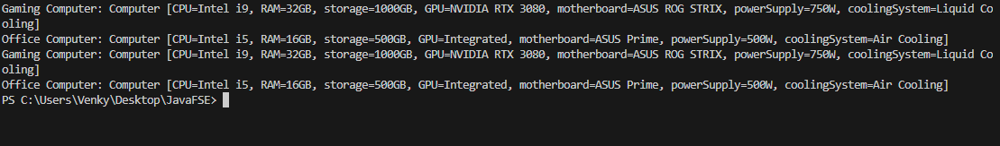 Gaming Computer: Computer [CPU=Intel i9, RAM=32GB, storage=1000GB, GPU=NVIDIA RTX 3080, motherboard=ASUS ROG STRIX, powerSupply=750W, coolingSystem=Liquid Co
oling]
Office Computer: Computer [CPU=Intel i5, RAM=16GB, storage=500GB, GPU=Integrated, motherboard=ASUS Prime, powerSupply=500W, coolingSystem=Air Cooling]
Gaming Computer: Computer [CPU=Intel i9, RAM=32GB, storage=1000GB, GPU=NVIDIA RTX 3080, motherboard=ASUS ROG STRIX, powerSupply=750W, coolingSystem=Liquid Co
oling]
Office Computer: Computer [CPU=Intel i5, RAM=16GB, storage=500GB, GPU=Integrated, motherboard=ASUS Prime, powerSupply=500W, coolingSystem=Air Cooling]
PS C:\Users\Venky\Desktop\JavaFSE>